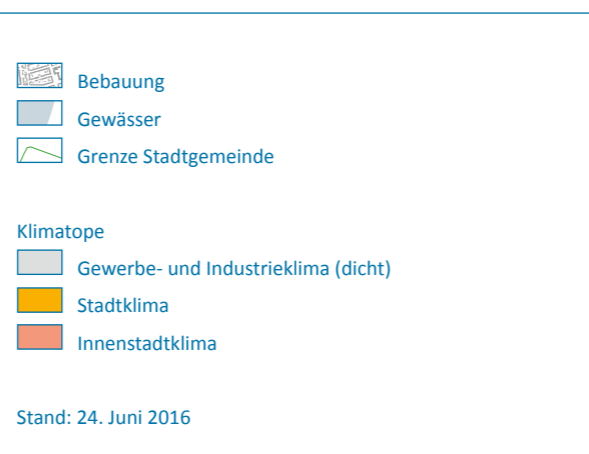 Bebauung
Gewässer
Grenze Stadtgemeinde
Klimatope
Gewerbe- und Industrieklima (dicht)
Stadtklima
Innenstadtklima
Stand: 24. Juni 2016